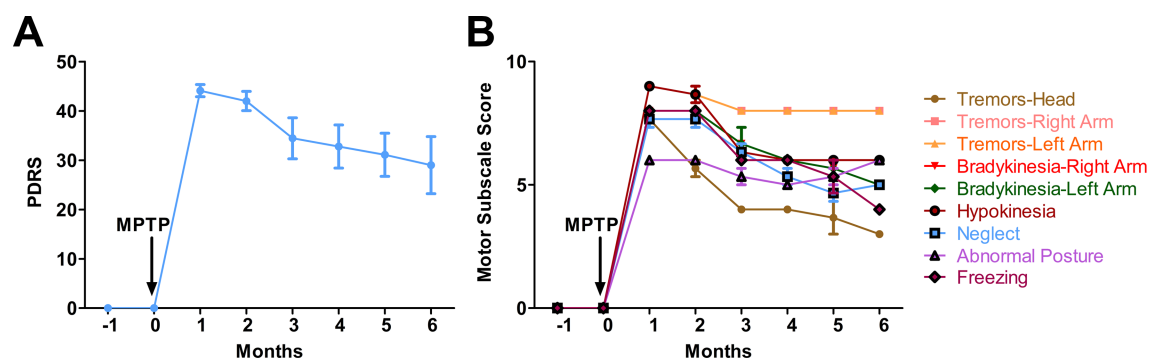 A
PDRS
50
40
30
20
10
0
MPTP
-1 0 1 2 3 4 5 6
Months
B
Motor Subscale Score
10
5
0
MPTP
-1 0 1 2 3 4 5 6
Months
Tremors-Head
Tremors-Right Arm
Tremors-Left Arm
Bradykinesia-Right Arm
Bradykinesia-Left Arm
Hypokinesia
Neglect
Abnormal Posture
Freezing